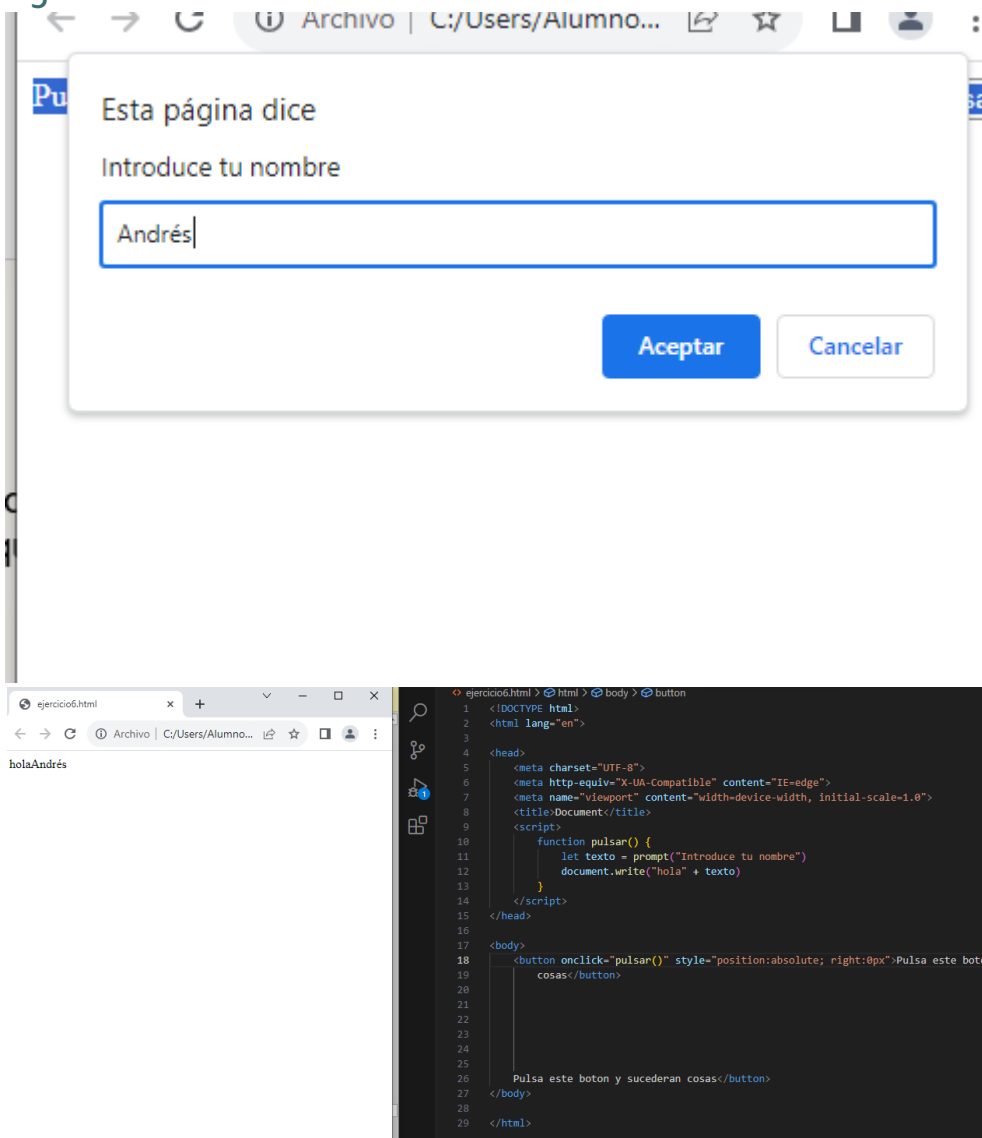 Archivo | C:/Users/Alumno...
Pu
Esta página dice
Introduce tu nombre
Andrés
Aceptar Cancelar
ejercicio6.html
Archivo | C:/Users/Alumno...
holaAndrés
1
ejercicio6.html > html > body > button
1 <!DOCTYPE html>
2 <html lang="en">
3
4 <head>
5 <meta charset="UTF-8">
6 <meta http-equiv="X-UA-Compatible" content="IE=edge">
7 <meta name="viewport" content="width=device-width, initial-scale=1.0">
8 <title>Document</title>
9 <script>
10 function pulsar() {
11 let texto = prompt("Introduce tu nombre")
12 document.write("hola" + texto)
13 }
14 </script>
15 </head>
16
17 <body>
18 <button onclick="pulsar()" style="position:absolute; right:0px">Pulsa este bot
19 cosas</button>
20
21
22
23
24
25
26 Pulsa este boton y sucederan cosas</button>
27 </body>
28
29 </html>